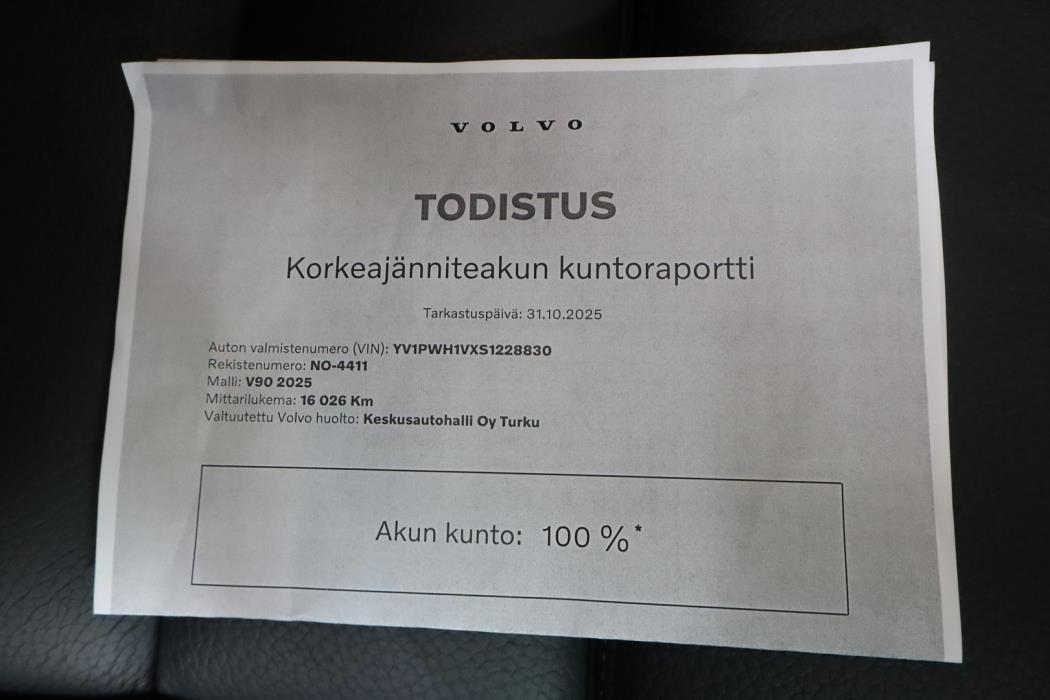 VOLVO
TODISTUS
Korkeajänniteakun kuntoraportti
Tarkastuspäivä: 31.10.2025
Auton valmistenumero (VIN): YV1PWH1VXS1228830
Rekistenumero: NO-4411
Malli: V90 2025
Mittarilukema: 16 026 Km
Valtuutettu Volvo huolto: Keskusautohalli Oy Turku
Akun kunto: 100 %*